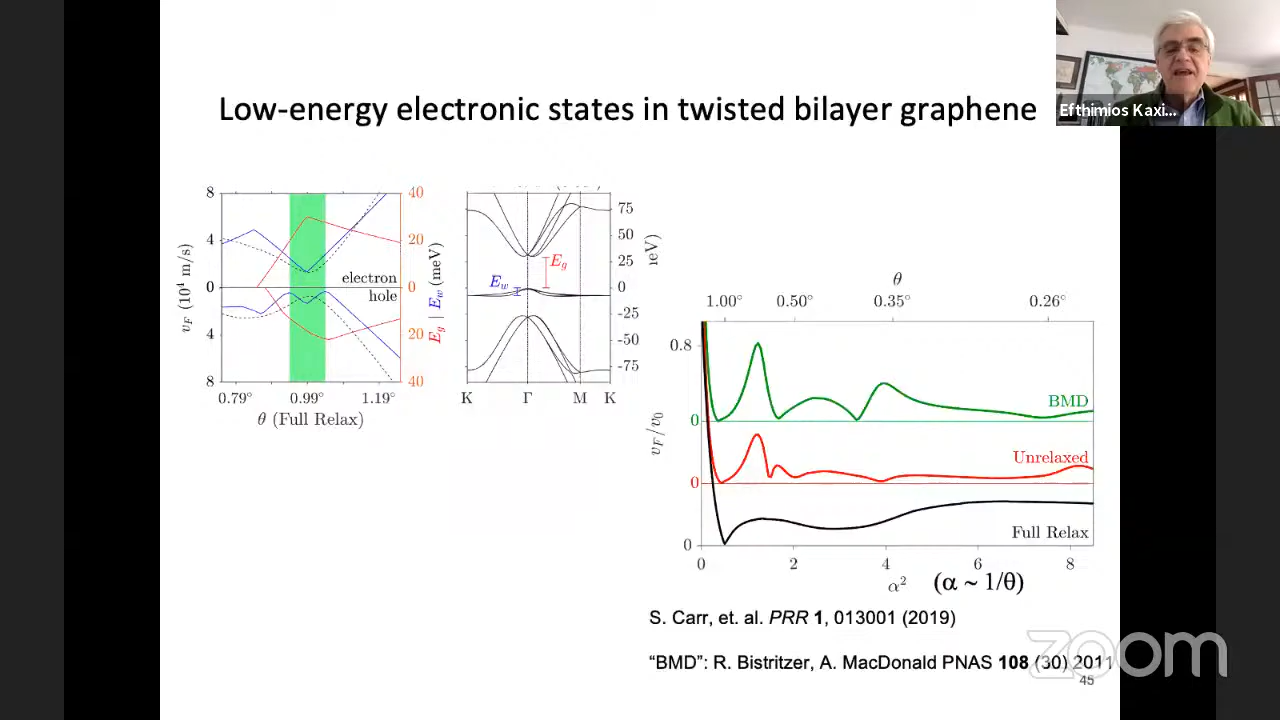 Efthimios Kaxi...
Low-energy electronic states in twisted bilayer graphene
8
4
0
4
8
v_F (10⁴ m/s)
40
20
0
20
40
E_g | E_w (meV)
electron
hole
0.79° 0.99° 1.19°
θ (Full Relax)
E_g
E_w
75
50
25
0
-25
-50
-75
K Γ M K
θ
1.00° 0.50° 0.35° 0.26°
0.8
0
0
0
v_F/v_0
BMD
Unrelaxed
Full Relax
0 2 4 6 8
α² (α ~ 1/θ)
S. Carr, et. al. PRR 1, 013001 (2019)
“BMD”: R. Bistritzer, A. MacDonald PNAS 108 (30) 2011
45
zoom